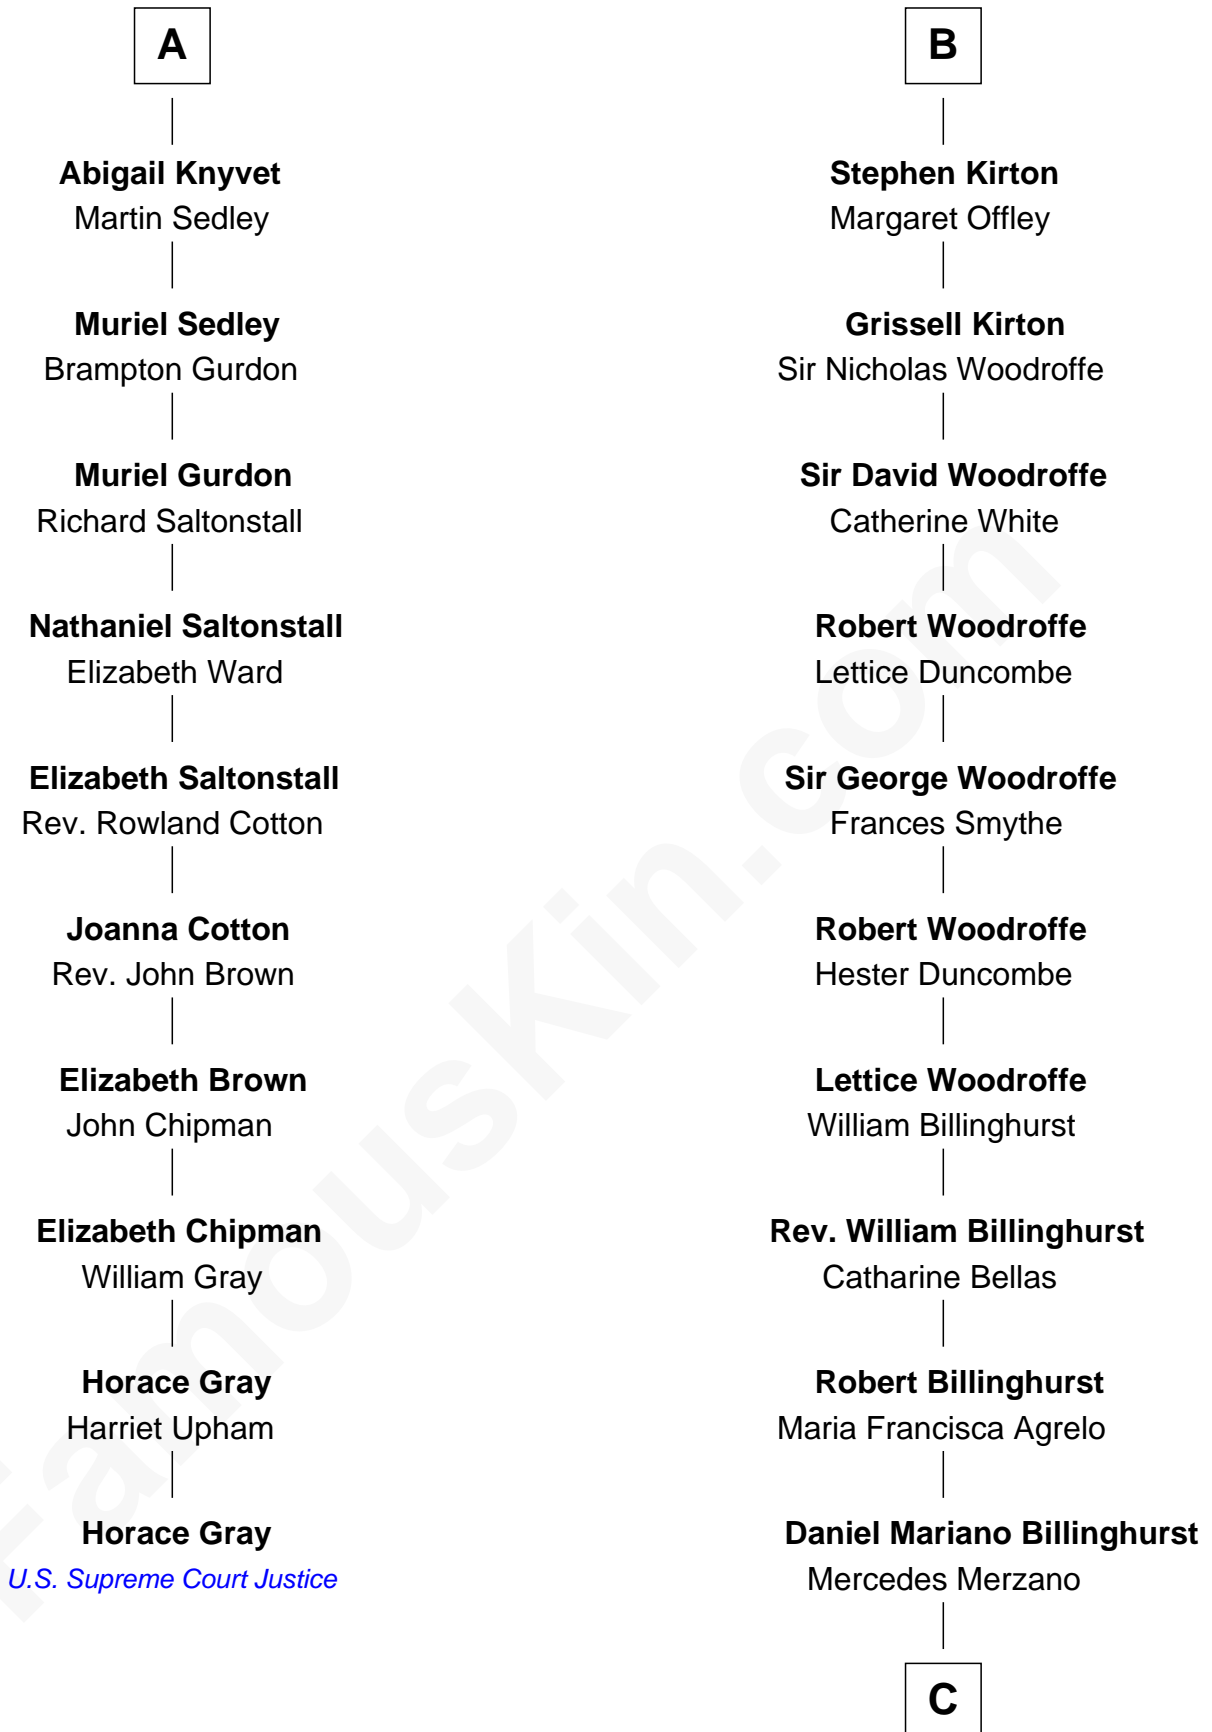 A
Abigail Knyvet
Martin Sedley
Muriel Sedley
Brampton Gurdon
Muriel Gurdon
Richard Saltonstall
Nathaniel Saltonstall
Elizabeth Ward
Elizabeth Saltonstall
Rev. Rowland Cotton
Joanna Cotton
Rev. John Brown
Elizabeth Brown
John Chipman
Elizabeth Chipman
William Gray
Horace Gray
Harriet Upham
Horace Gray
U.S. Supreme Court Justice
B
Stephen Kirton
Margaret Offley
Grissell Kirton
Sir Nicholas Woodroffe
Sir David Woodroffe
Catherine White
Robert Woodroffe
Lettice Duncombe
Sir George Woodroffe
Frances Smythe
Robert Woodroffe
Hester Duncombe
Lettice Woodroffe
William Billinghurst
Rev. William Billinghurst
Catharine Bellas
Robert Billinghurst
Maria Francisca Agrelo
Daniel Mariano Billinghurst
Mercedes Merzano
C
FamousKin.com